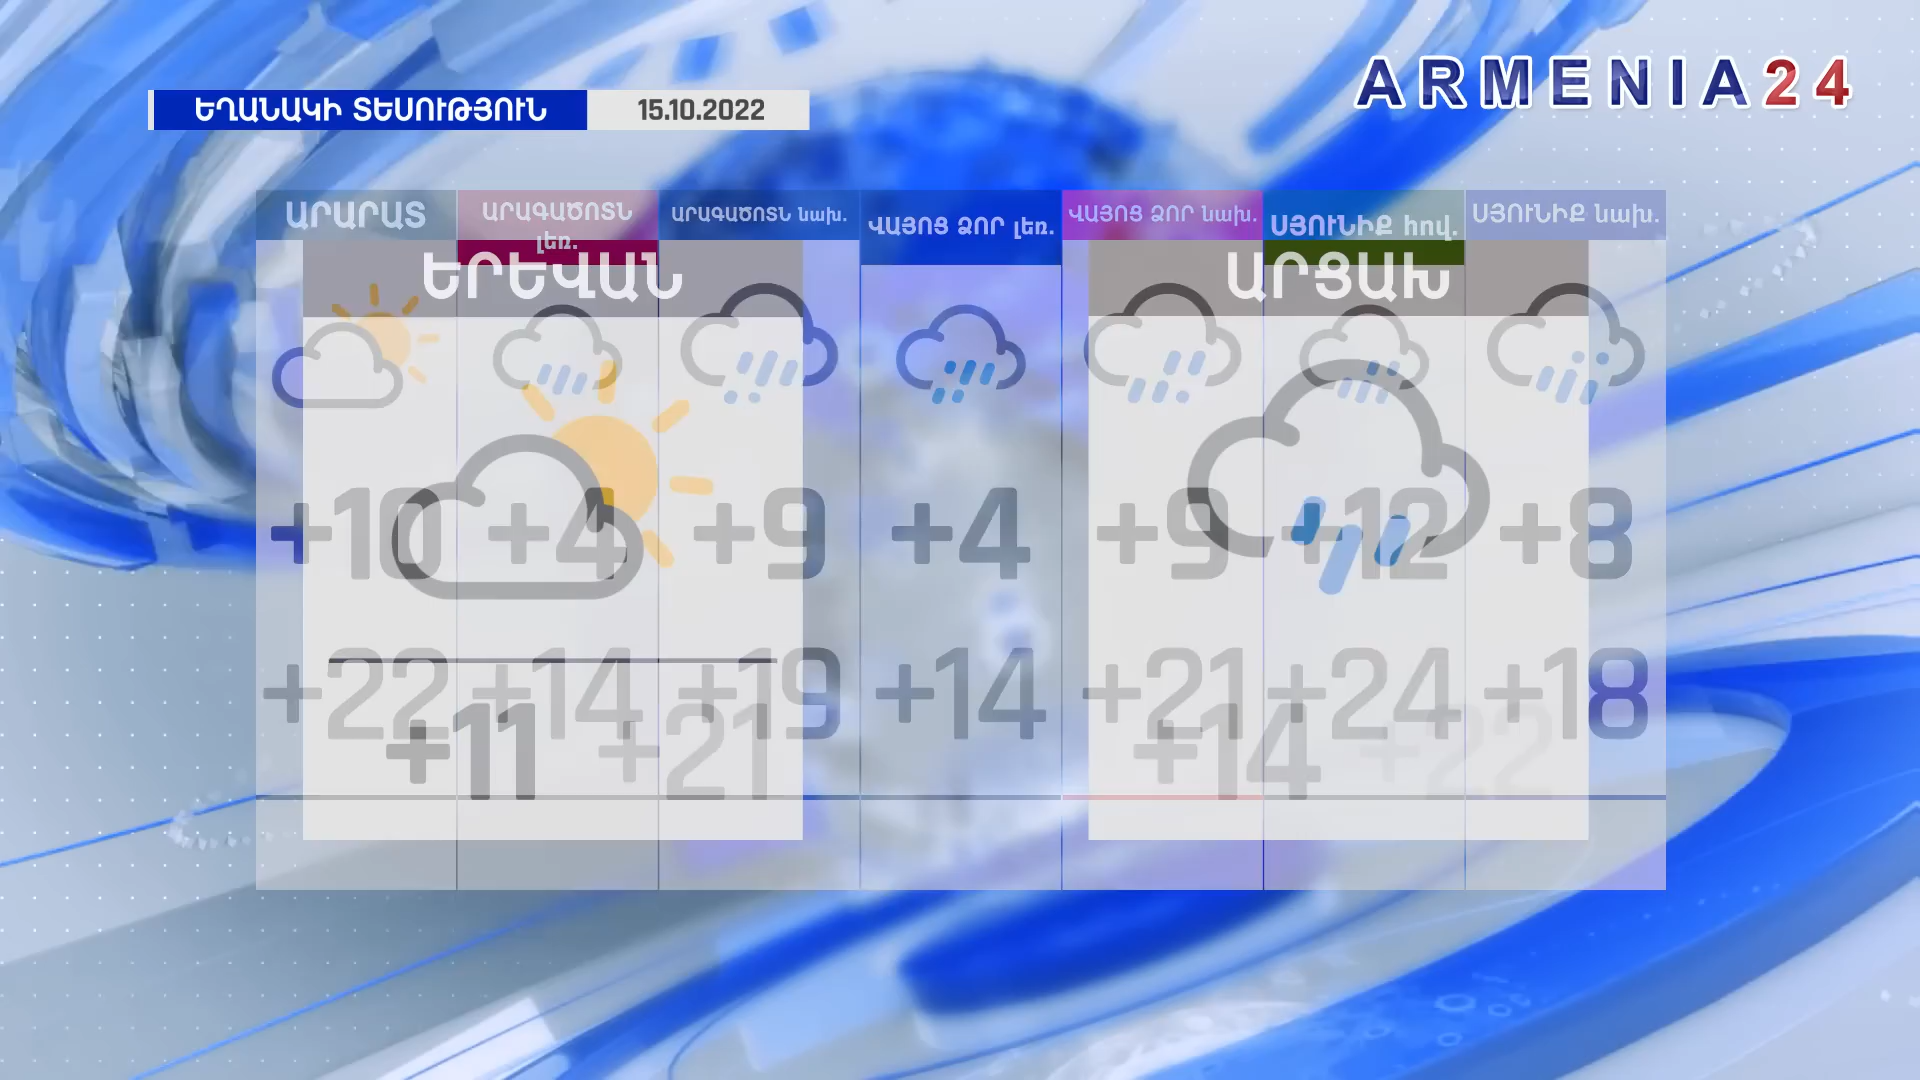 ARMENIA24
ԵՂԱՆԱԿԻ ՏԵՍՈՒԹՅՈՒՆ 15.10.2022
ԱՐԱՐԱՏ
ԱՐԱԳԱԾՈՏՆ
լեռ.
ԱՐԱԳԱԾՈՏՆ նախ.
ՎԱՅՈՑ ՁՈՐ լեռ.
ՎԱՅՈՑ ՁՈՐ նախ.
ՍՅՈՒՆԻՔ հով.
ՍՅՈՒՆԻՔ նախ.
ԵՐԵՎԱՆ ԱՐՑԱԽ
+10 +4 +9 +4 +9 +12 +8
+22 +14 +19 +14 +21 +24 +18
+11 +21 +14 +22